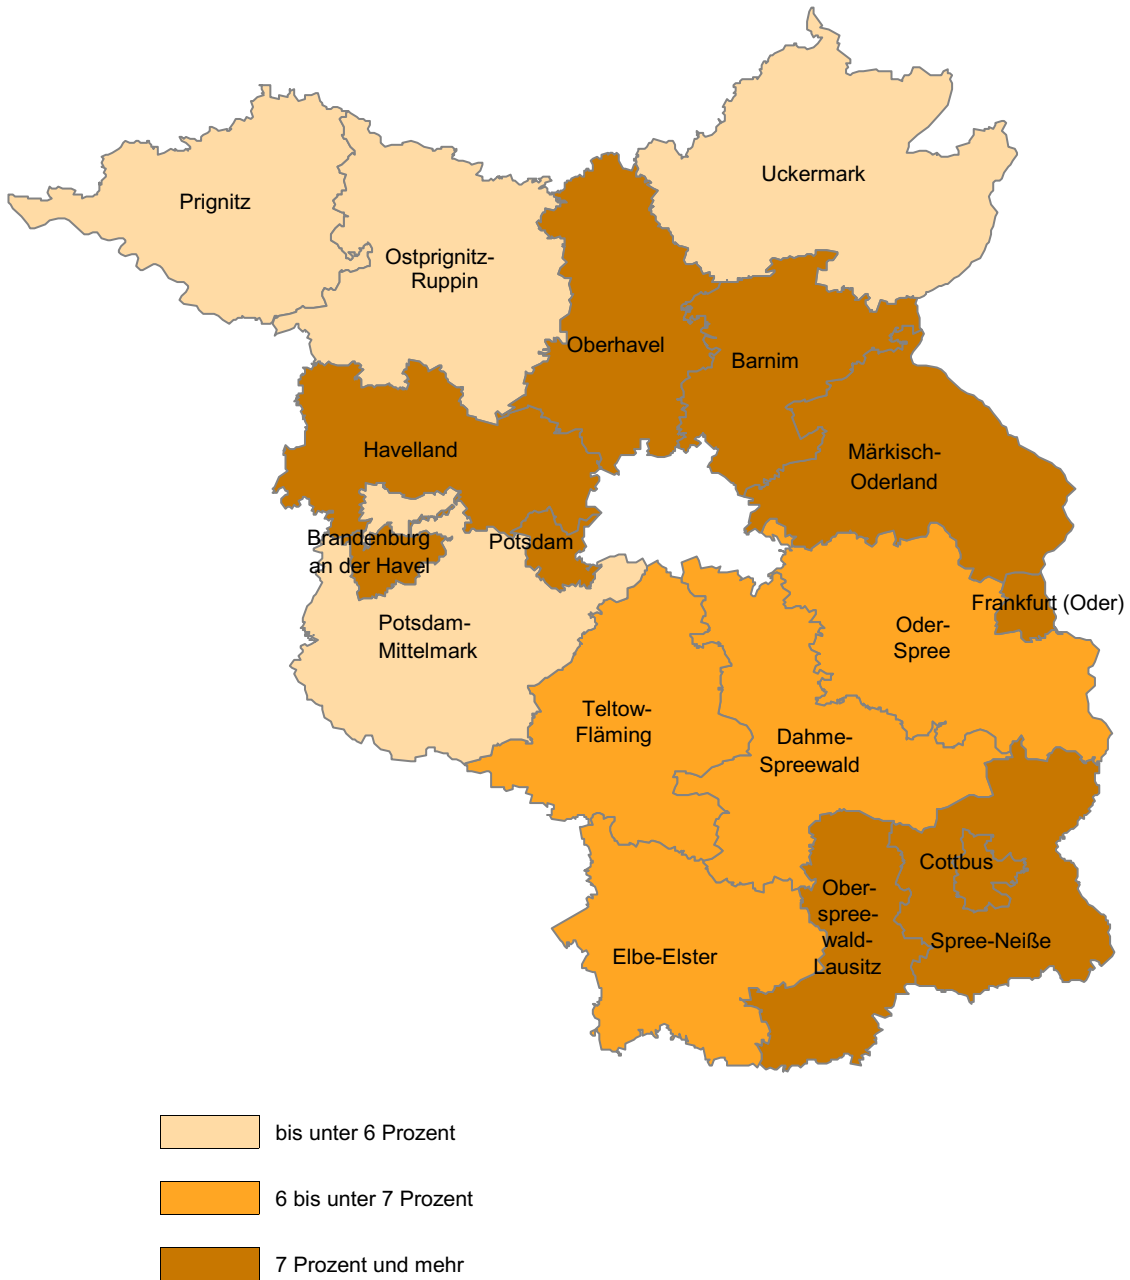 Uckermark
Prignitz
Ostprignitz-
Ruppin
Oberhavel
Barnim
Havelland
Märkisch-
Oderland
Brandenburg
an der Havel
Potsdam
Frankfurt (Oder)
Potsdam-
Mittelmark
Oder-
Spree
Teltow-
Fläming
Dahme-
Spreewald
Cottbus
Ober-
spree-
wald-
Lausitz
Spree-Neiße
Elbe-Elster
bis unter 6 Prozent
6 bis unter 7 Prozent
7 Prozent und mehr